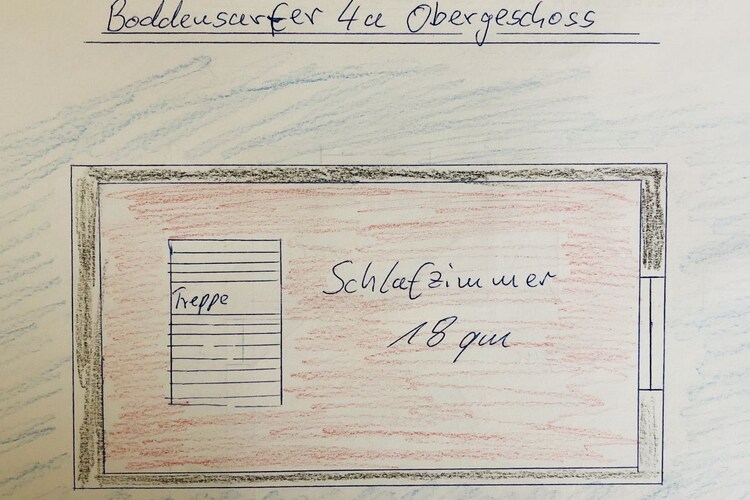 Boddensurfer 4a Obergeschoss
Treppe
Schlafzimmer
18 qm